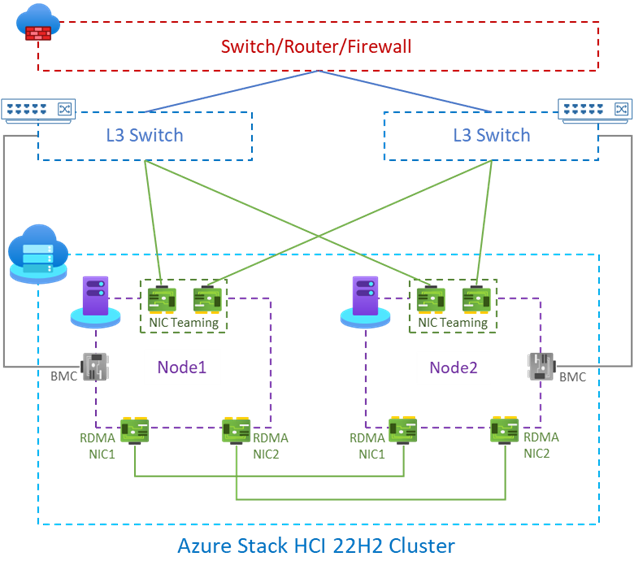 Switch/Router/Firewall
L3 Switch
L3 Switch
NIC Teaming
NIC Teaming
Node1
Node2
BMC
BMC
RDMA
NIC1
RDMA
NIC2
RDMA
NIC1
RDMA
NIC2
Azure Stack HCI 22H2 Cluster